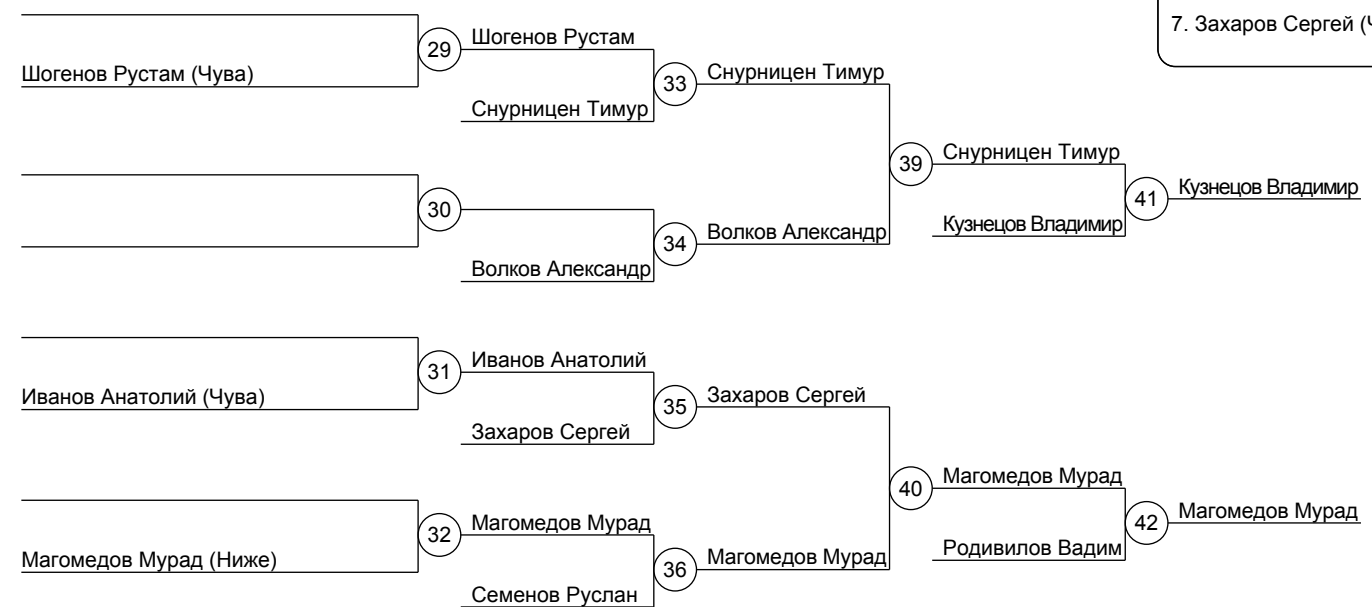 7. Захаров Сергей (Ч
29
Шогенов Рустам
Шогенов Рустам (Чува)
33
Снурницен Тимур
Снурницен Тимур
39
Снурницен Тимур
30
41
Кузнецов Владимир
Кузнецов Владимир
34
Волков Александр
Волков Александр
31
Иванов Анатолий
Иванов Анатолий (Чува)
35
Захаров Сергей
Захаров Сергей
40
Магомедов Мурад
32
Магомедов Мурад
42
Магомедов Мурад
Магомедов Мурад (Ниже)
Родивилов Вадим
36
Магомедов Мурад
Семенов Руслан